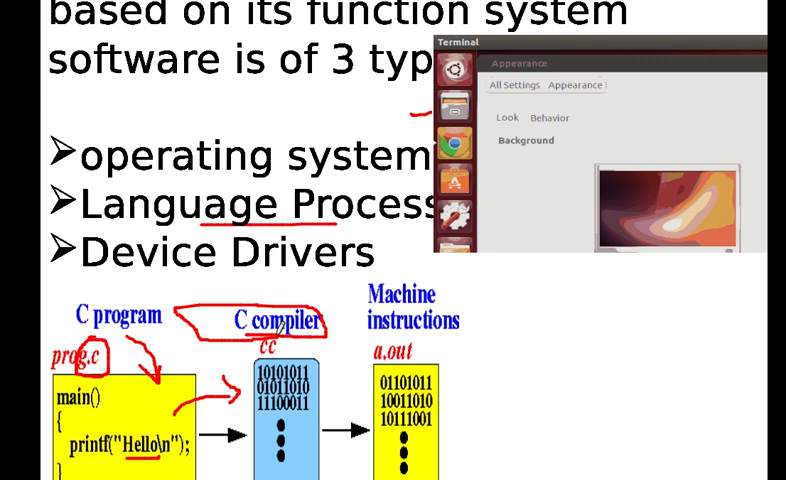 based on its function system
software is of 3 typ
operating system
Language Process
Device Drivers
Terminal
Appearance
All Settings Appearance
Look Behavior
Background
C program
C compiler
Machine
instructions
prog.c
cc
a.out
main()
{
printf("Hello\n");
}
10101011
01011010
11100011
01101011
10011010
10111001